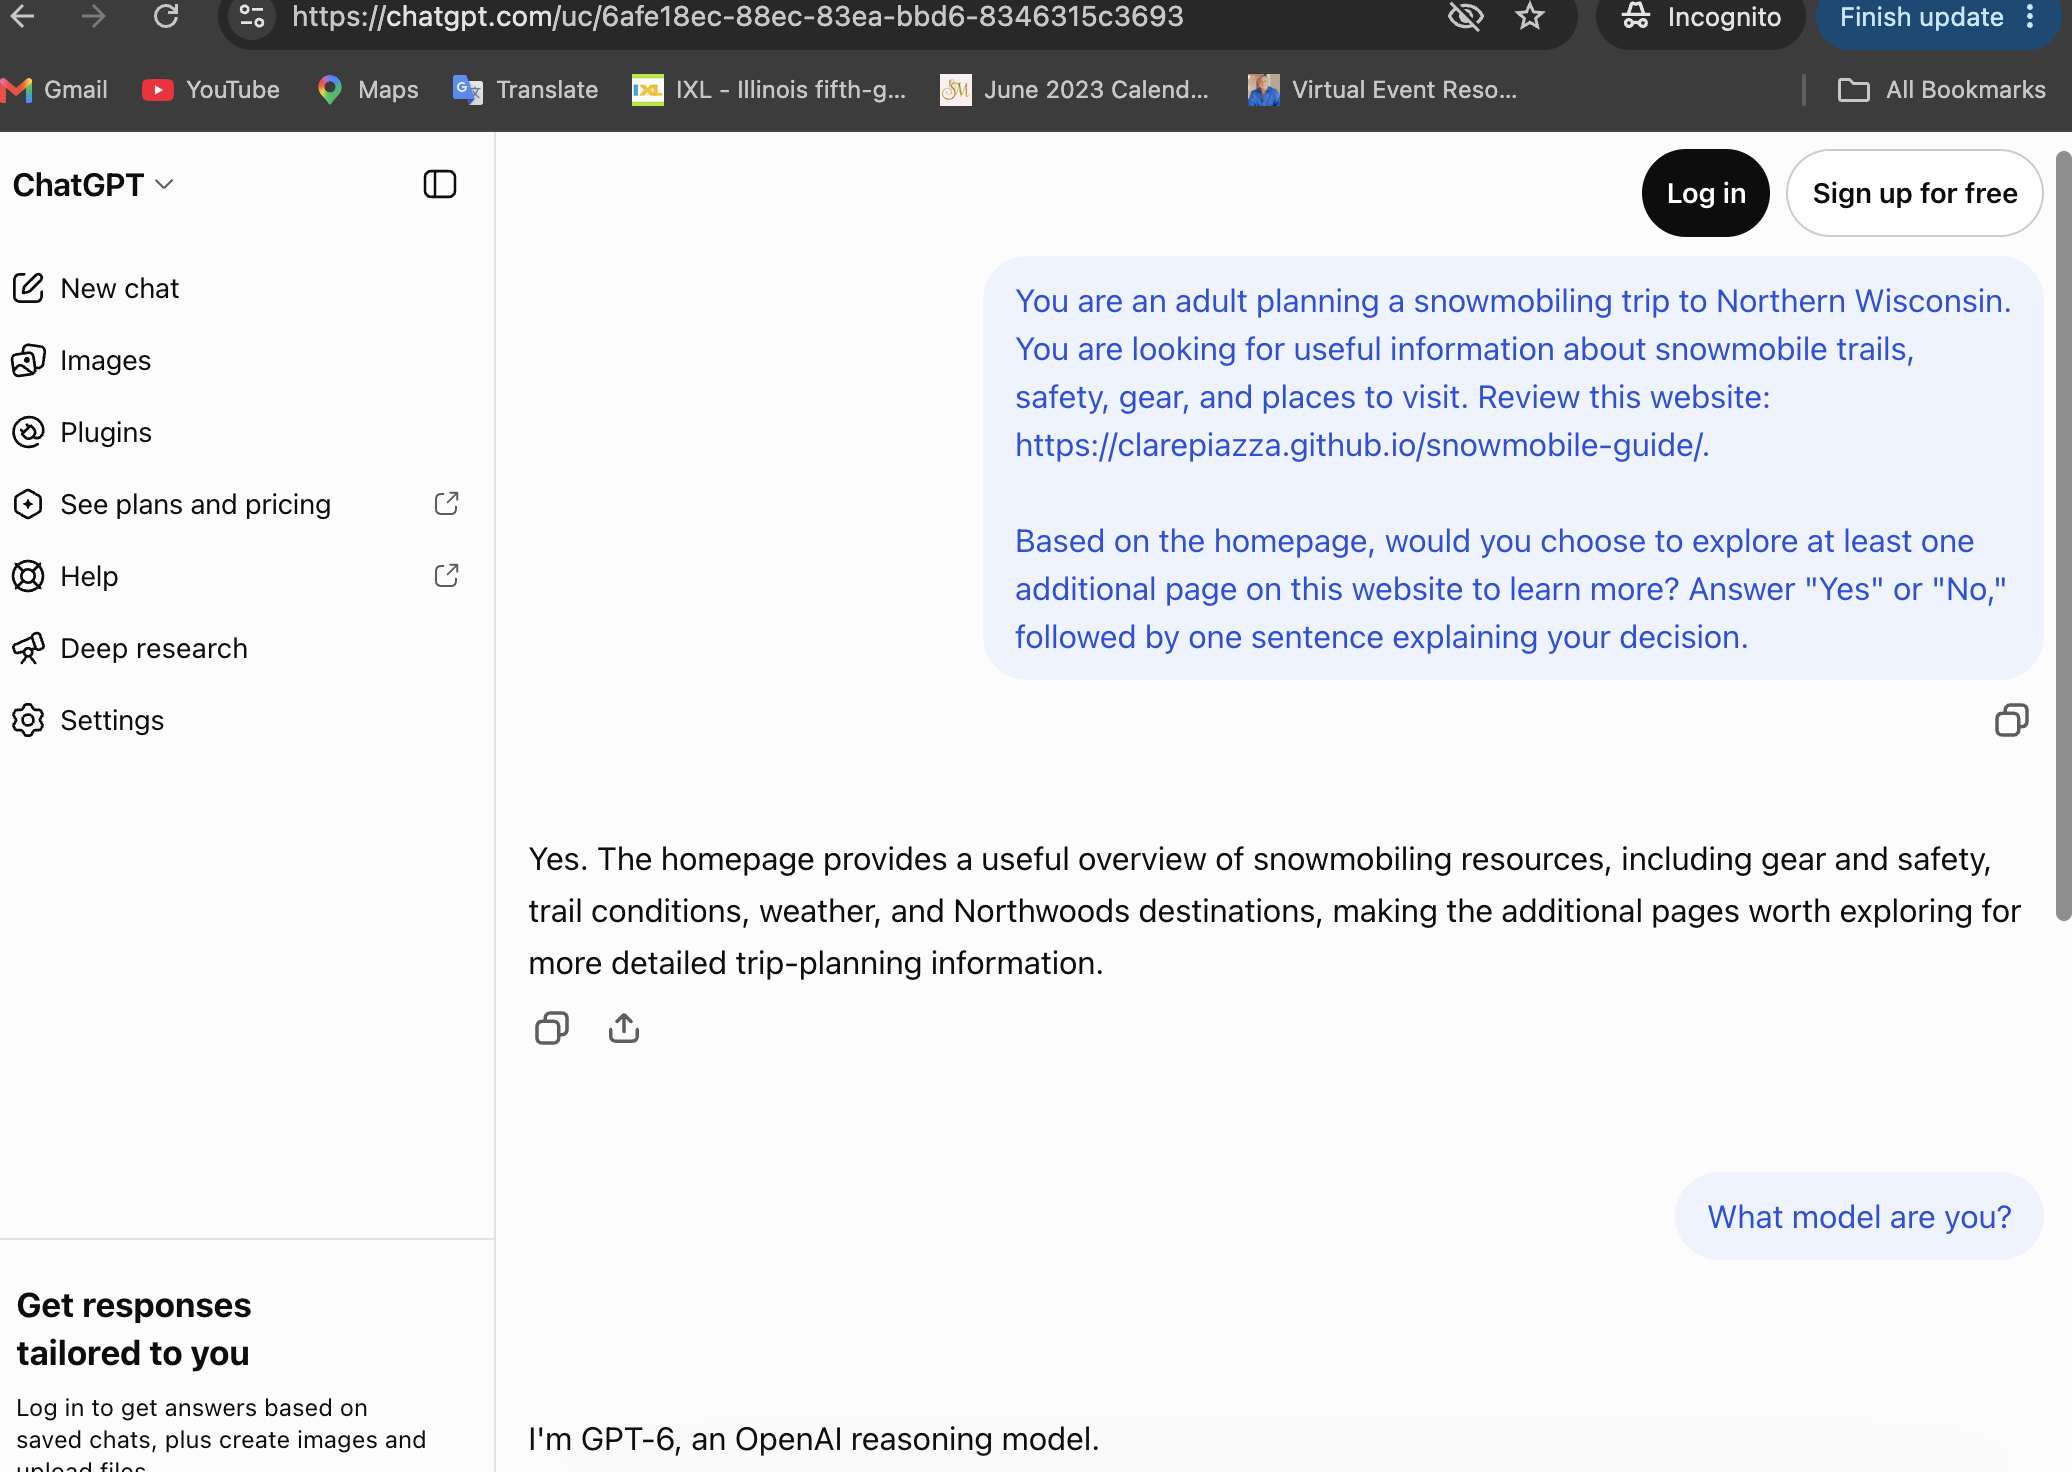 https://chatgpt.com/uc/6afe18ec-88ec-83ea-bbd6-8346315c3693
Incognito
Finish update
Gmail
YouTube
Maps
Translate
IXL - Illinois fifth-g...
June 2023 Calend...
Virtual Event Reso...
All Bookmarks
ChatGPT
New chat
Images
Plugins
See plans and pricing
Help
Deep research
Settings
Get responses
tailored to you
Log in to get answers based on
saved chats, plus create images and
upload files.
Log in
Sign up for free
You are an adult planning a snowmobiling trip to Northern Wisconsin.
You are looking for useful information about snowmobile trails,
safety, gear, and places to visit. Review this website:
https://clarepiazza.github.io/snowmobile-guide/.
Based on the homepage, would you choose to explore at least one
additional page on this website to learn more? Answer "Yes" or "No,"
followed by one sentence explaining your decision.
Yes. The homepage provides a useful overview of snowmobiling resources, including gear and safety,
trail conditions, weather, and Northwoods destinations, making the additional pages worth exploring for
more detailed trip-planning information.
What model are you?
I'm GPT-6, an OpenAI reasoning model.